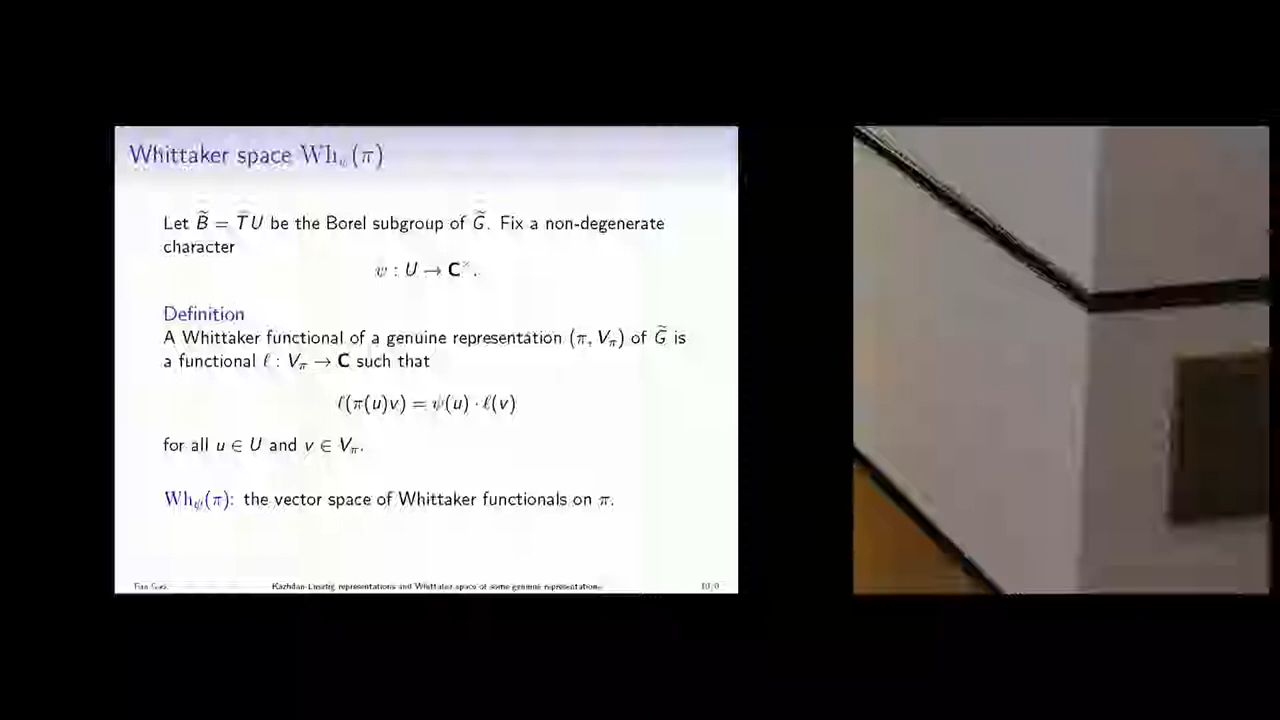 Whittaker space Wh_ψ(π)
Let B̃ = T̃U be the Borel subgroup of G̃. Fix a non-degenerate
character
ψ : U → C^×.
Definition
A Whittaker functional of a genuine representation (π, V_π) of G̃ is
a functional ℓ : V_π → C such that
ℓ(π(u)v) = ψ(u) · ℓ(v)
for all u ∈ U and v ∈ V_π.
Wh_ψ(π): the vector space of Whittaker functionals on π.
Kazhdan-Lusztig representations and Whittaker space of some genuine representations